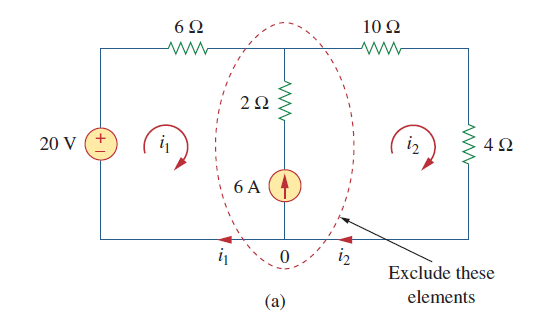 6 Ω
10 Ω
2 Ω
20 V
+
−
i1
i2
4 Ω
6 A
i1
0
i2
Exclude these
elements
(a)